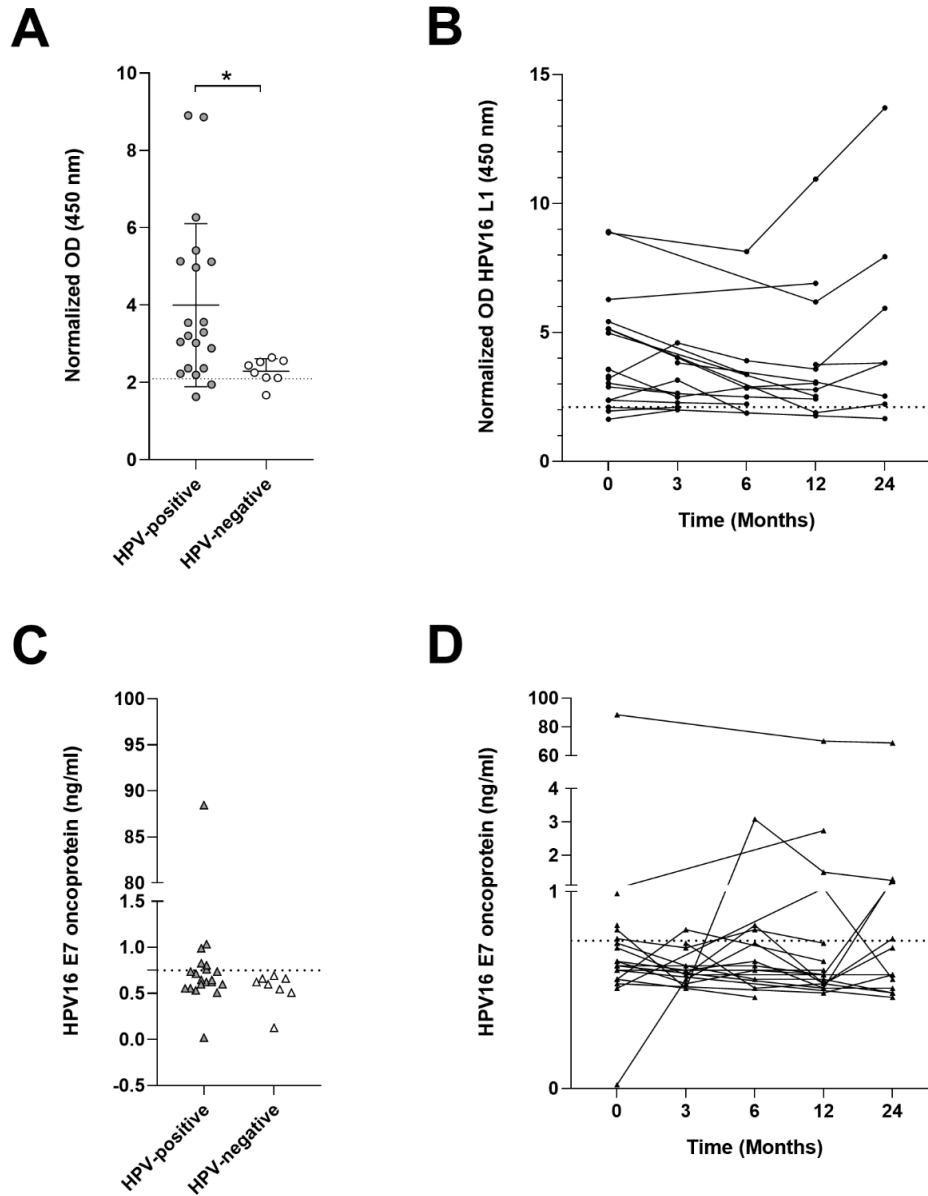 A
Normalized OD (450 nm)
10
8
6
4
2
0
*
HPV-positive
HPV-negative
B
Normalized OD HPV16 L1 (450 nm)
15
10
5
0
0 3 6 12 24
Time (Months)
C
HPV16 E7 oncoprotein (ng/ml)
100
95
90
85
80
1.5
1.0
0.5
0.0
-0.5
HPV-positive
HPV-negative
D
HPV16 E7 oncoprotein (ng/ml)
100
80
60
4
3
2
1
0
0 3 6 12 24
Time (Months)